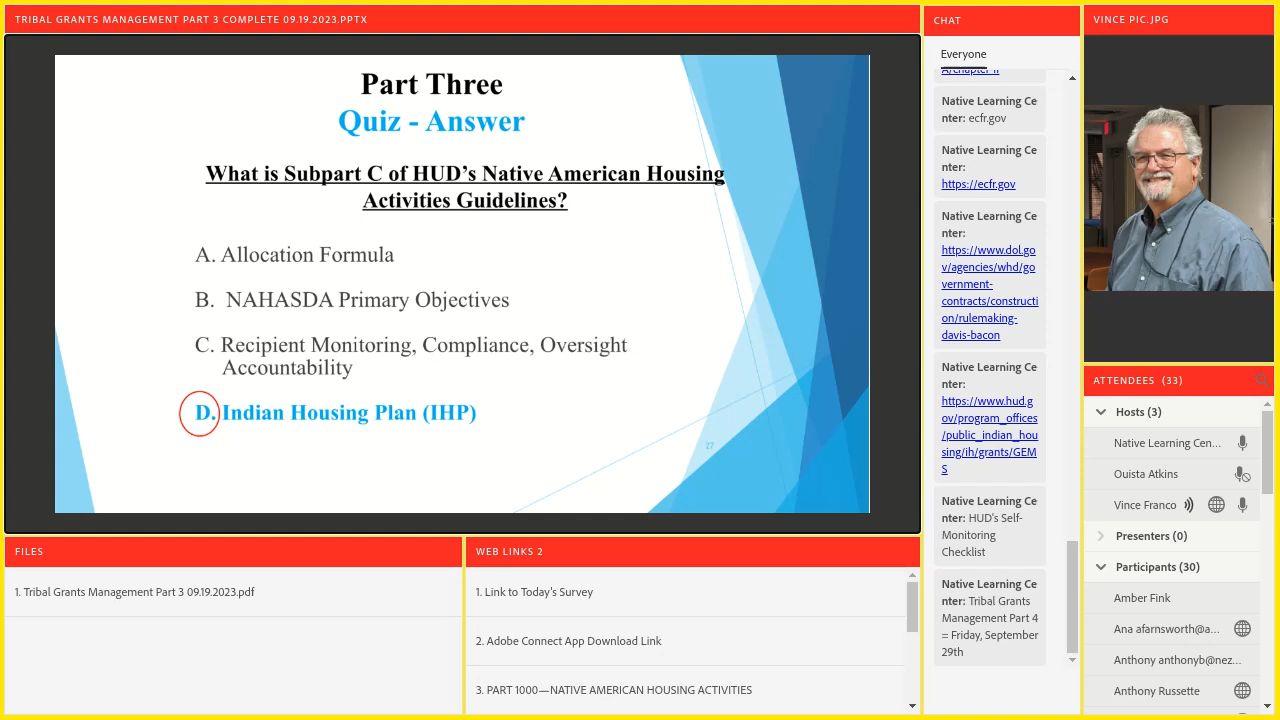 TRIBAL GRANTS MANAGEMENT PART 3 COMPLETE 09.19.2023.PPTX
Part Three
Quiz - Answer
What is Subpart C of HUD's Native American Housing
Activities Guidelines?
A. Allocation Formula
B. NAHASDA Primary Objectives
C. Recipient Monitoring, Compliance, Oversight
Accountability
D. Indian Housing Plan (IHP)
27
FILES
1. Tribal Grants Management Part 3 09.19.2023.pdf
WEB LINKS 2
1. Link to Today's Survey
2. Adobe Connect App Download Link
3. PART 1000—NATIVE AMERICAN HOUSING ACTIVITIES
CHAT
Everyone
A/chapter-II
Native Learning Ce
nter: ecfr.gov
Native Learning Ce
nter:
https://ecfr.gov
Native Learning Ce
nter:
https://www.dol.go
v/agencies/whd/go
vernment-
contracts/constructi
on/rulemaking-
davis-bacon
Native Learning Ce
nter:
https://www.hud.g
ov/program_offices
/public_indian_hou
sing/ih/grants/GEM
S
Native Learning Ce
nter: HUD's Self-
Monitoring
Checklist
Native Learning Ce
nter: Tribal Grants
Management Part 4
= Friday, September
29th
VINCE PIC.JPG
ATTENDEES (33)
Hosts (3)
Native Learning Cen...
Ouista Atkins
Vince Franco
Presenters (0)
Participants (30)
Amber Fink
Ana afarnsworth@a...
Anthony anthonyb@nez...
Anthony Russette